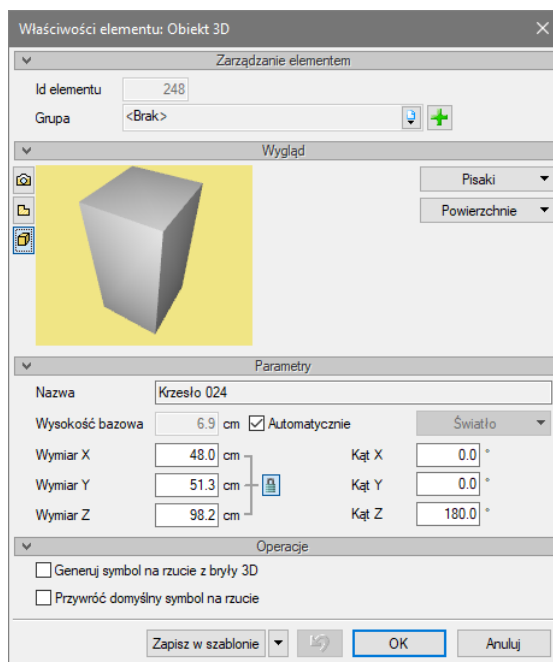 Właściwości elementu: Obiekt 3D
Zarządzanie elementem
Id elementu 248
Grupa <Brak>
Wygląd
Pisaki
Powierzchnie
Parametry
Nazwa Krzesło 024
Wysokość bazowa 6.9 cm Automatycznie Światło
Wymiar X 48.0 cm Kąt X 0.0 °
Wymiar Y 51.3 cm Kąt Y 0.0 °
Wymiar Z 98.2 cm Kąt Z 180.0 °
Operacje
Generuj symbol na rzucie z bryły 3D
Przywróć domyślny symbol na rzucie
Zapisz w szablonie OK Anuluj